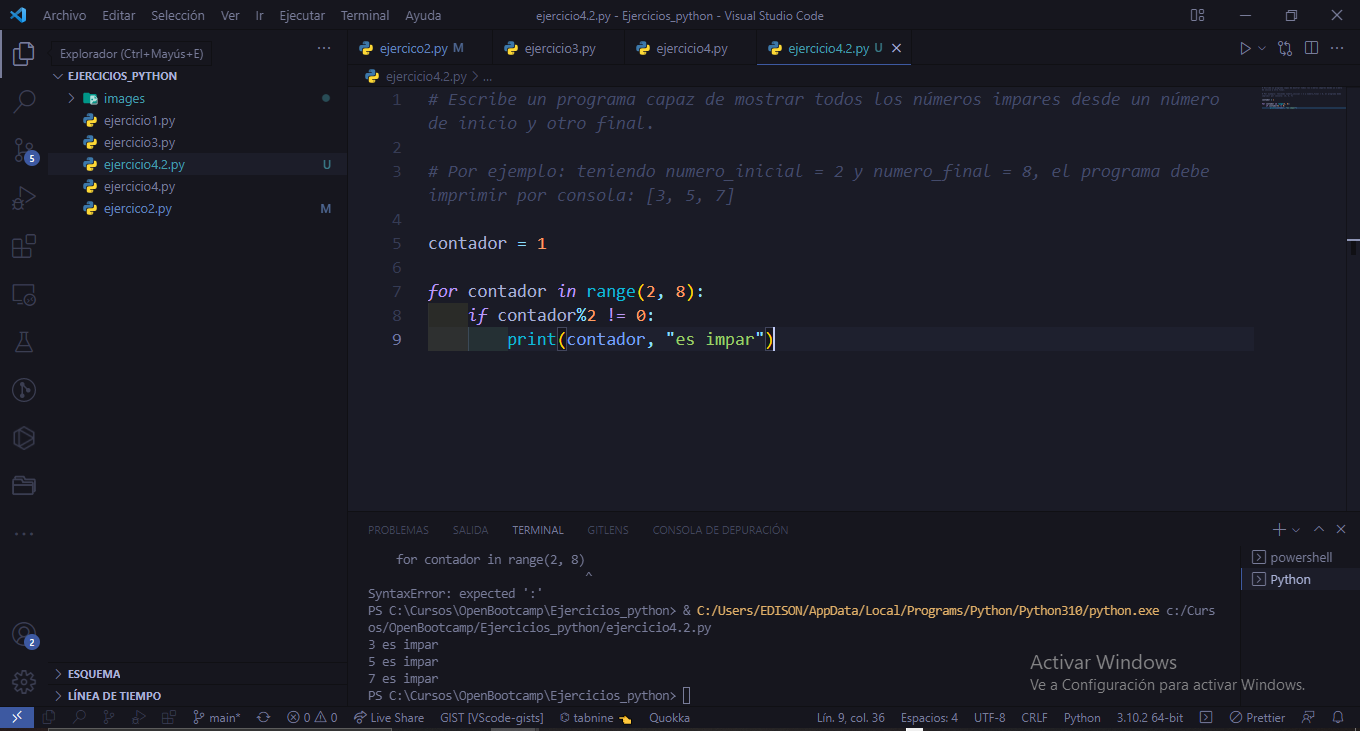 Archivo Editar Selección Ver Ir Ejecutar Terminal Ayuda ejercicio4.2.py - Ejercicios_python - Visual Studio Code
Explorador (Ctrl+Mayús+E)
EJERCICIOS_PYTHON
images
ejercicio1.py
ejercicio3.py
ejercicio4.2.py U
ejercicio4.py
ejercico2.py M
5
2
ESQUEMA
LÍNEA DE TIEMPO
ejercico2.py M ejercicio3.py ejercicio4.py ejercicio4.2.py U
ejercicio4.2.py > ...
1 # Escribe un programa capaz de mostrar todos los números impares desde un número
de inicio y otro final.
2
3 # Por ejemplo: teniendo numero_inicial = 2 y numero_final = 8, el programa debe
imprimir por consola: [3, 5, 7]
4
5 contador = 1
6
7 for contador in range(2, 8):
8 if contador%2 != 0:
9 print(contador, "es impar")
PROBLEMAS SALIDA TERMINAL GITLENS CONSOLA DE DEPURACIÓN
for contador in range(2, 8)
^
SyntaxError: expected ':'
PS C:\Cursos\OpenBootcamp\Ejercicios_python> & C:/Users/EDISON/AppData/Local/Programs/Python/Python310/python.exe c:/Curs
os/OpenBootcamp/Ejercicios_python/ejercicio4.2.py
3 es impar
5 es impar
7 es impar
PS C:\Cursos\OpenBootcamp\Ejercicios_python>
powershell
Python
Activar Windows
Ve a Configuración para activar Windows.
main* 0 0 Live Share GIST [VScode-gists] tabnine Quokka Lín. 9, col. 36 Espacios: 4 UTF-8 CRLF Python 3.10.2 64-bit Prettier